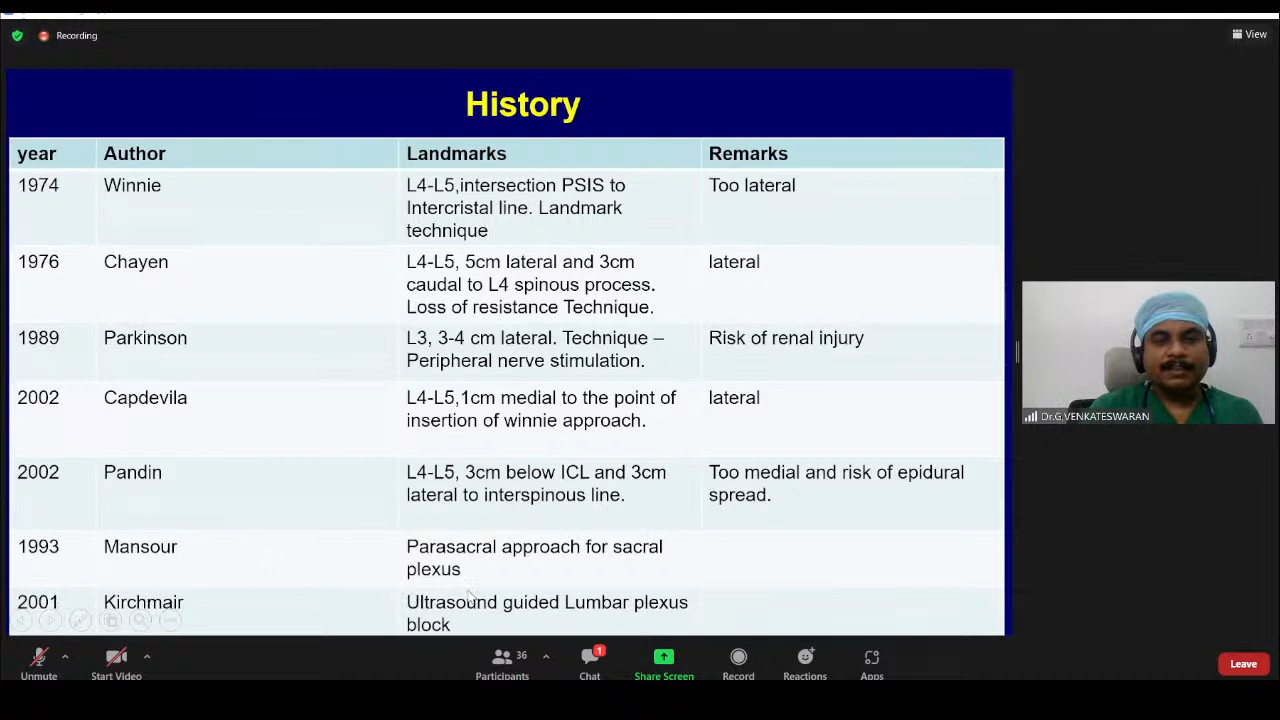 Recording
View
History
year Author Landmarks Remarks
1974 Winnie L4-L5,intersection PSIS to Too lateral
Intercristal line. Landmark
technique
1976 Chayen L4-L5, 5cm lateral and 3cm lateral
caudal to L4 spinous process.
Loss of resistance Technique.
1989 Parkinson L3, 3-4 cm lateral. Technique – Risk of renal injury
Peripheral nerve stimulation.
2002 Capdevila L4-L5,1cm medial to the point of lateral
insertion of winnie approach.
2002 Pandin L4-L5, 3cm below ICL and 3cm Too medial and risk of epidural
lateral to interspinous line. spread.
1993 Mansour Parasacral approach for sacral
plexus
2001 Kirchmair Ultrasound guided Lumbar plexus
block
Dr.G,VENKATESWARAN
36 1
Unmute Start Video Participants Chat Share Screen Record Reactions Apps Leave